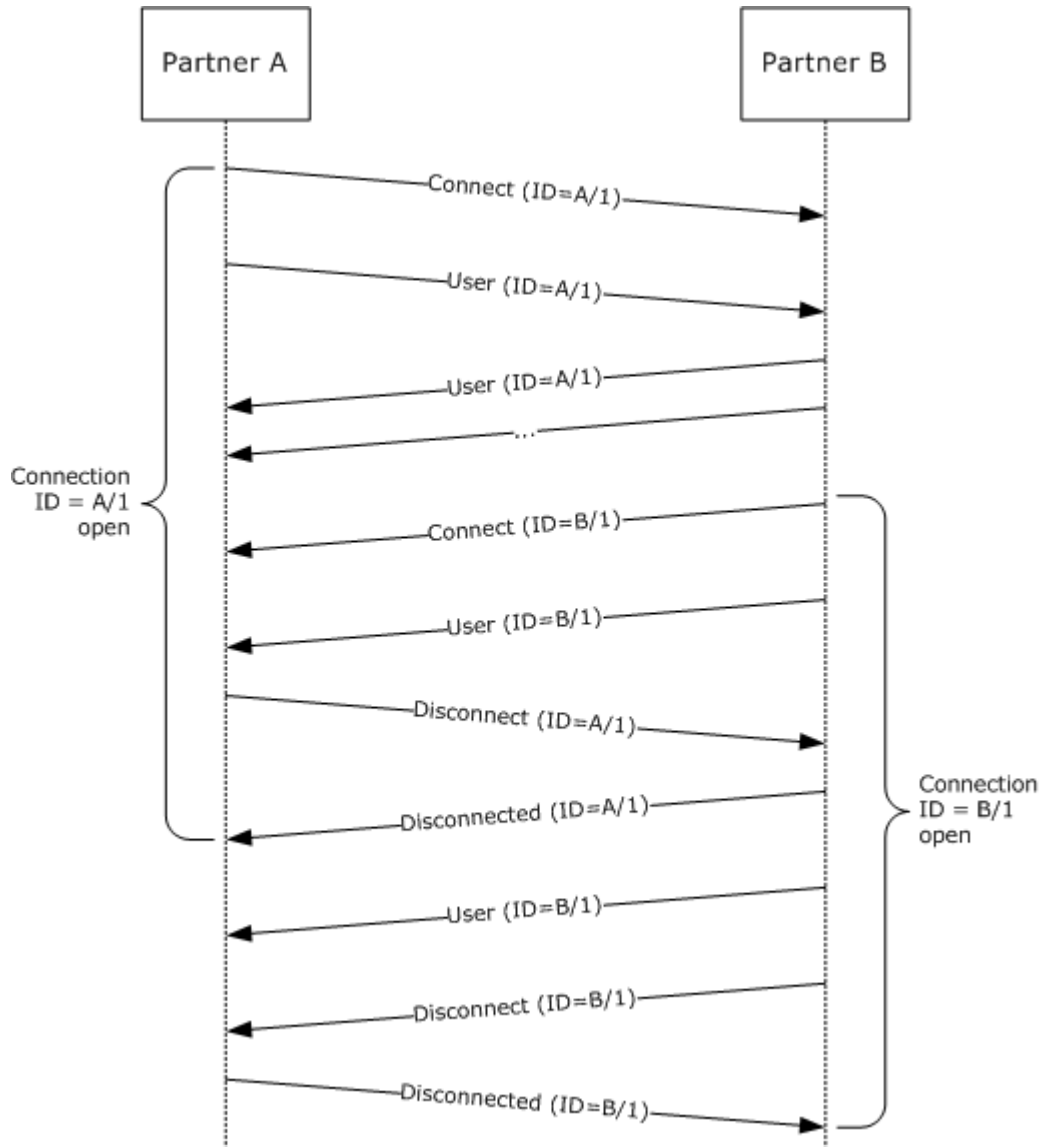 Partner A
Partner B
Connect (ID=A/1)
User (ID=A/1)
User (ID=A/1)
...
Connection
ID = A/1
open
Connect (ID=B/1)
User (ID=B/1)
Disconnect (ID=A/1)
Disconnected (ID=A/1)
Connection
ID = B/1
open
User (ID=B/1)
Disconnect (ID=B/1)
Disconnected (ID=B/1)